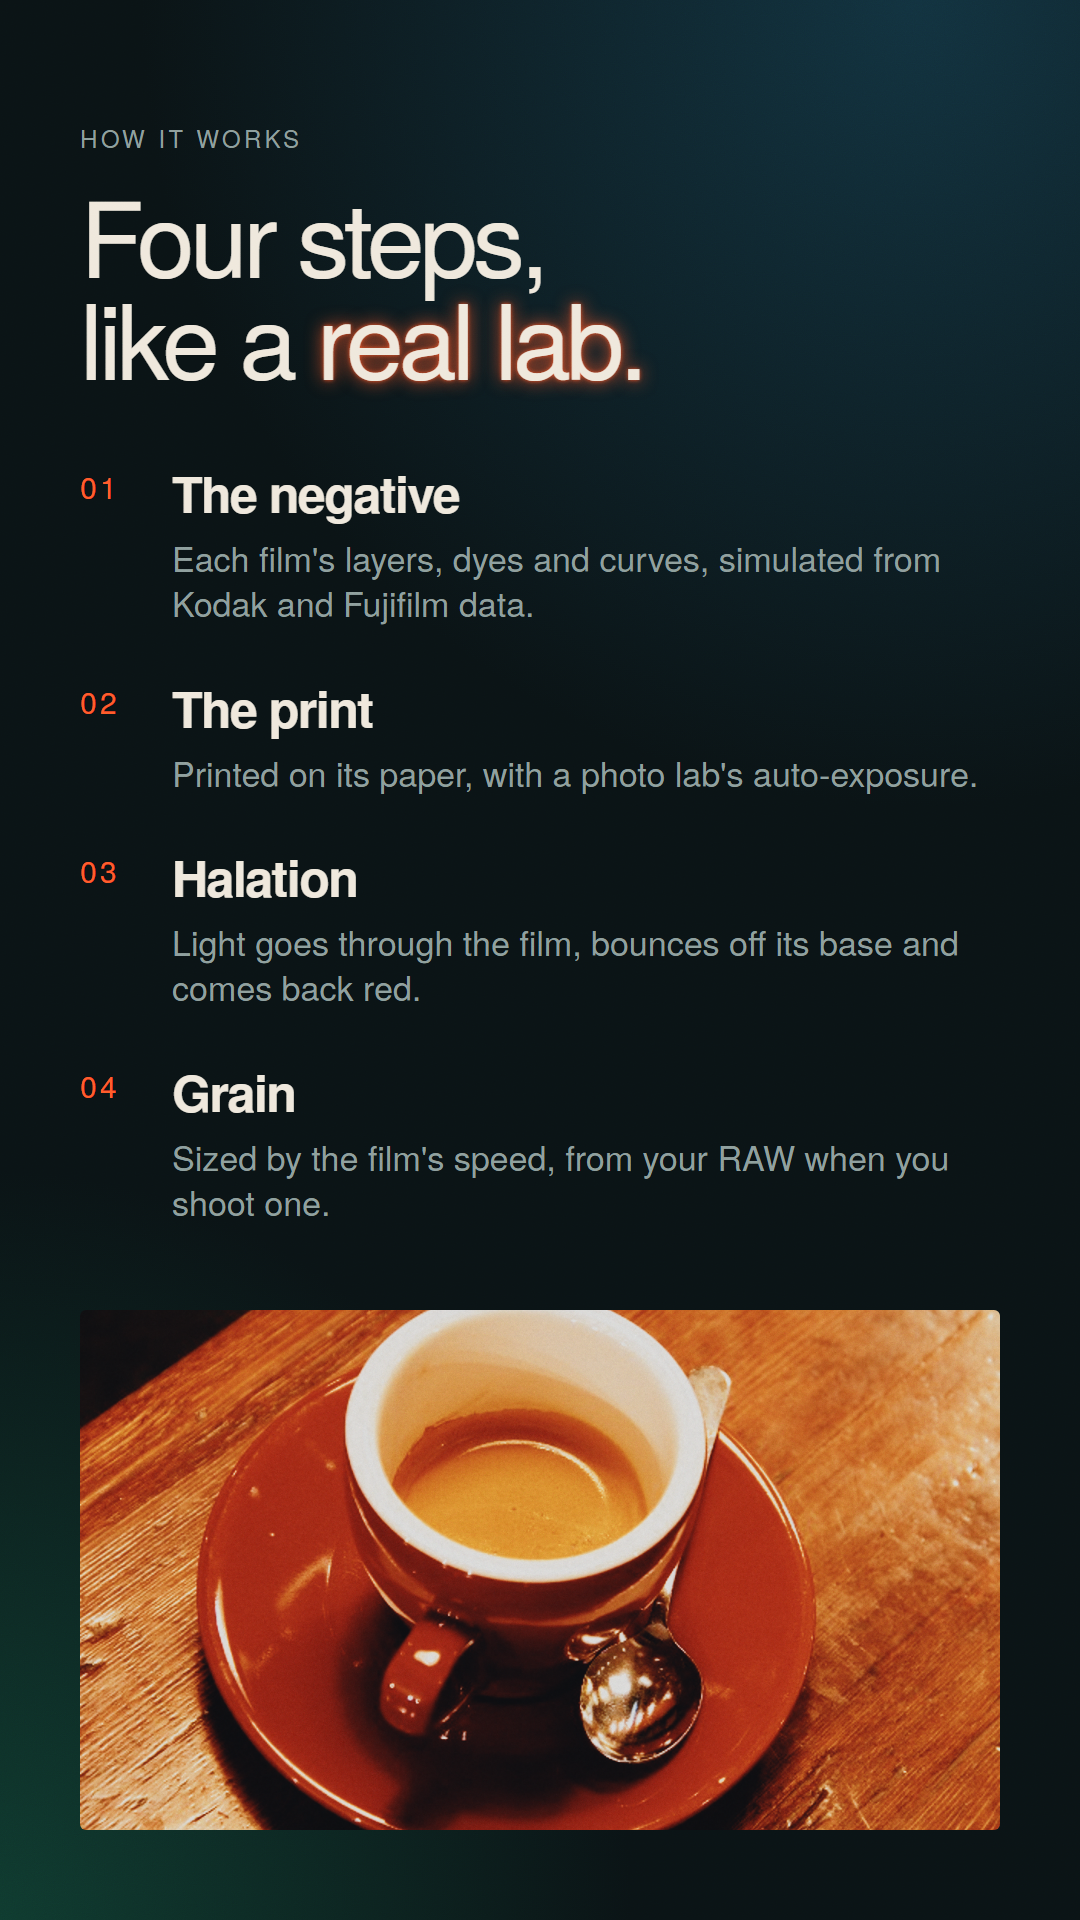 HOW IT WORKS
Four steps,
like a real lab.
01
The negative
Each film's layers, dyes and curves, simulated from
Kodak and Fujifilm data.
02
The print
Printed on its paper, with a photo lab's auto-exposure.
03
Halation
Light goes through the film, bounces off its base and
comes back red.
04
Grain
Sized by the film's speed, from your RAW when you
shoot one.